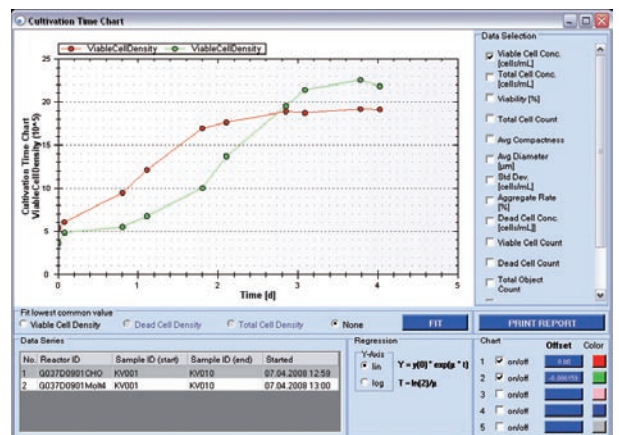 Cultivation Time Chart
ViableCellDensity ViableCellDensity
25
20
15
10
5
0
Cultivation Time Chart
ViableCellDensity (10^5)
0 1 2 3 4 5
Time [d]
Data Selection
Viable Cell Conc. [cells/mL]
Total Cell Conc. [cells/mL]
Viability [%]
Total Cell Count
Avg Compactness
Avg Diameter [µm]
Std Dev. [cells/mL]
Aggregate Rate [%]
Dead Cell Conc. [cells/mL]]
Viable Cell Count
Dead Cell Count
Total Object Count
Fit lowest common value
Viable Cell Density Dead Cell Density Total Cell Density None FIT PRINT REPORT
Data Series
No. Reactor ID Sample ID (start) Sample ID (end) Started
1 G037D0901CHO KV001 KV010 07.04.2008 12:59
2 G037D0901Molt4 KV001 KV010 07.04.2008 13:00
Regression
Y-Axis
lin Y = y(0) * exp(µ * t)
log T = ln(2)/µ
Chart Offset Color
1 on/off 0.00
2 on/off
3 on/off
4 on/off
5 on/off